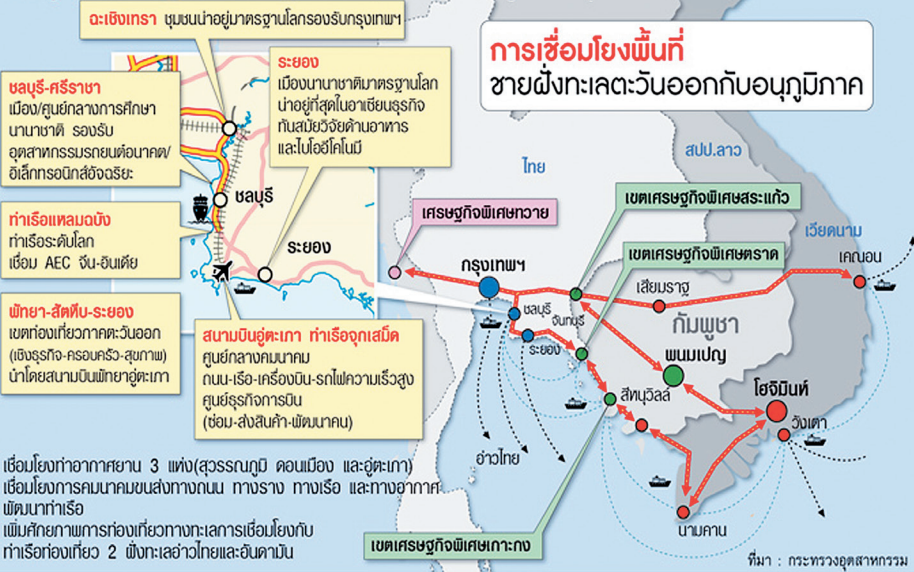 ฉะเชิงเทรา ชุมชนน่าอยู่มาตรฐานโลกรองรับกรุงเทพฯ
การเชื่อมโยงพื้นที่
ชายฝั่งทะเลตะวันออกกับอนุภูมิภาค
ชลบุรี-ศรีราชา
เมือง/ศูนย์กลางการศึกษา
นานาชาติ รองรับ
อุตสาหกรรมรถยนต์อนาคต/
อิเล็กทรอนิกส์อัจฉริยะ
ระยอง
เมืองนานาชาติมาตรฐานโลก
น่าอยู่ที่สุดในอาเซียนธุรกิจ
ทันสมัยวิจัยด้านอาหาร
และไบโออีโคโนมี
ท่าเรือแหลมฉบัง
ท่าเรือระดับโลก
เชื่อม AEC จีน-อินเดีย
พัทยา-สัตหีบ-ระยอง
เขตท่องเที่ยวภาคตะวันออก
(เชิงธุรกิจ-ครอบครัว-สุขภาพ)
นำโดยสนามบินพัทยาอู่ตะเภา
ชลบุรี
ระยอง
สนามบินอู่ตะเภา ท่าเรือจุกเสม็ด
ศูนย์กลางคมนาคม
ถนน-เรือ-เครื่องบิน-รถไฟความเร็วสูง
ศูนย์ธุรกิจการบิน
(ซ่อม-ส่งสินค้า-พัฒนาคน)
ไทย
สปป.ลาว
เวียดนาม
เขตเศรษฐกิจพิเศษสระแก้ว
เศรษฐกิจพิเศษทวาย
เขตเศรษฐกิจพิเศษตราด
เคณอน
กรุงเทพฯ
เสียมราฐ
ชลบุรี
จันทบุรี
กัมพูชา
ระยอง
พนมเปญ
สีหนุวิลล์
โฮจิมินห์
วังเตา
อ่าวไทย
นามคาน
เขตเศรษฐกิจพิเศษเกาะกง
เชื่อมโยงท่าอากาศยาน 3 แห่ง(สุวรรณภูมิ ดอนเมือง และอู่ตะเภา)
เชื่อมโยงการคมนาคมขนส่งทางถนน ทางราง ทางเรือ และทางอากาศ
พัฒนาท่าเรือ
เพิ่มศักยภาพการท่องเที่ยวทางทะเลการเชื่อมโยงกับ
ท่าเรือท่องเที่ยว 2 ฝั่งทะเลอ่าวไทยและอันดามัน
ที่มา : กระทรวงอุตสาหกรรม